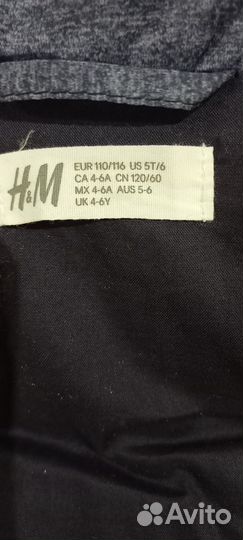 H&M
EUR 110/116 US 5T/6
CA 4-6A CN 120/60
MX 4-6A AUS 5-6
UK 4-6Y
Avito